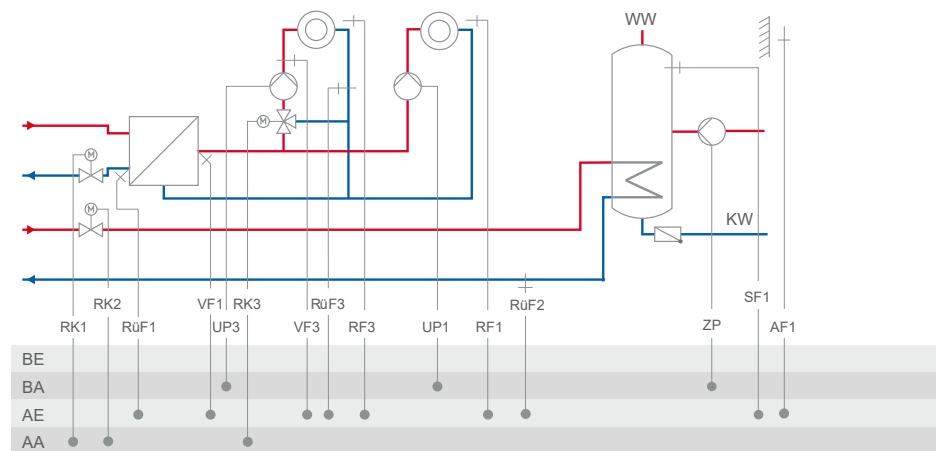 WW
M
M
M
KW
RK2
VF1
RK3
RüF3
RüF2
SF1
RK1
RüF1
UP3
VF3
RF3
UP1
RF1
ZP
AF1
BE
BA
AE
AA